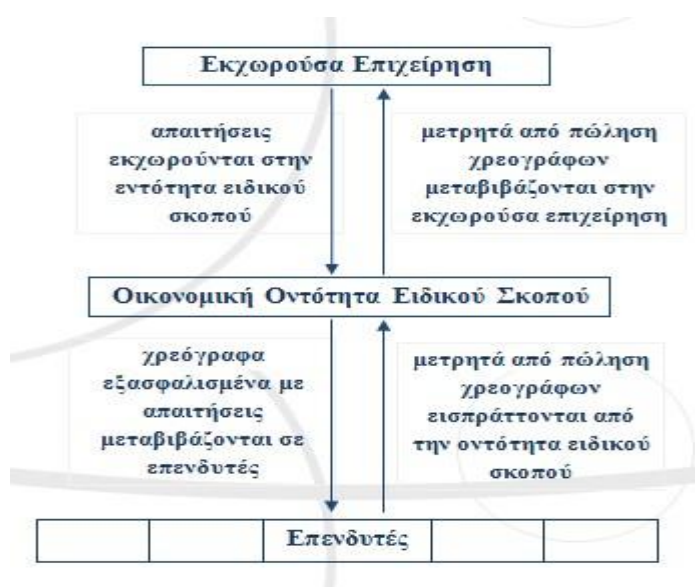 Εκχωρούσα Επιχείρηση
απαιτήσεις
εκχωρούνται στην
εντότητα ειδικού
σκοπού
μετρητά από πώληση
χρεογράφων
μεταβιβάζονται στην
εκχωρούσα επιχείρηση
Οικονομική Οντότητα Ειδικού Σκοπού
χρεόγραφα
εξασφαλισμένα με
απαιτήσεις
μεταβιβάζονται σε
επενδυτές
μετρητά από πώληση
χρεογράφων
εισπράττονται από
την οντότητα ειδικού
σκοπού
Επενδυτές